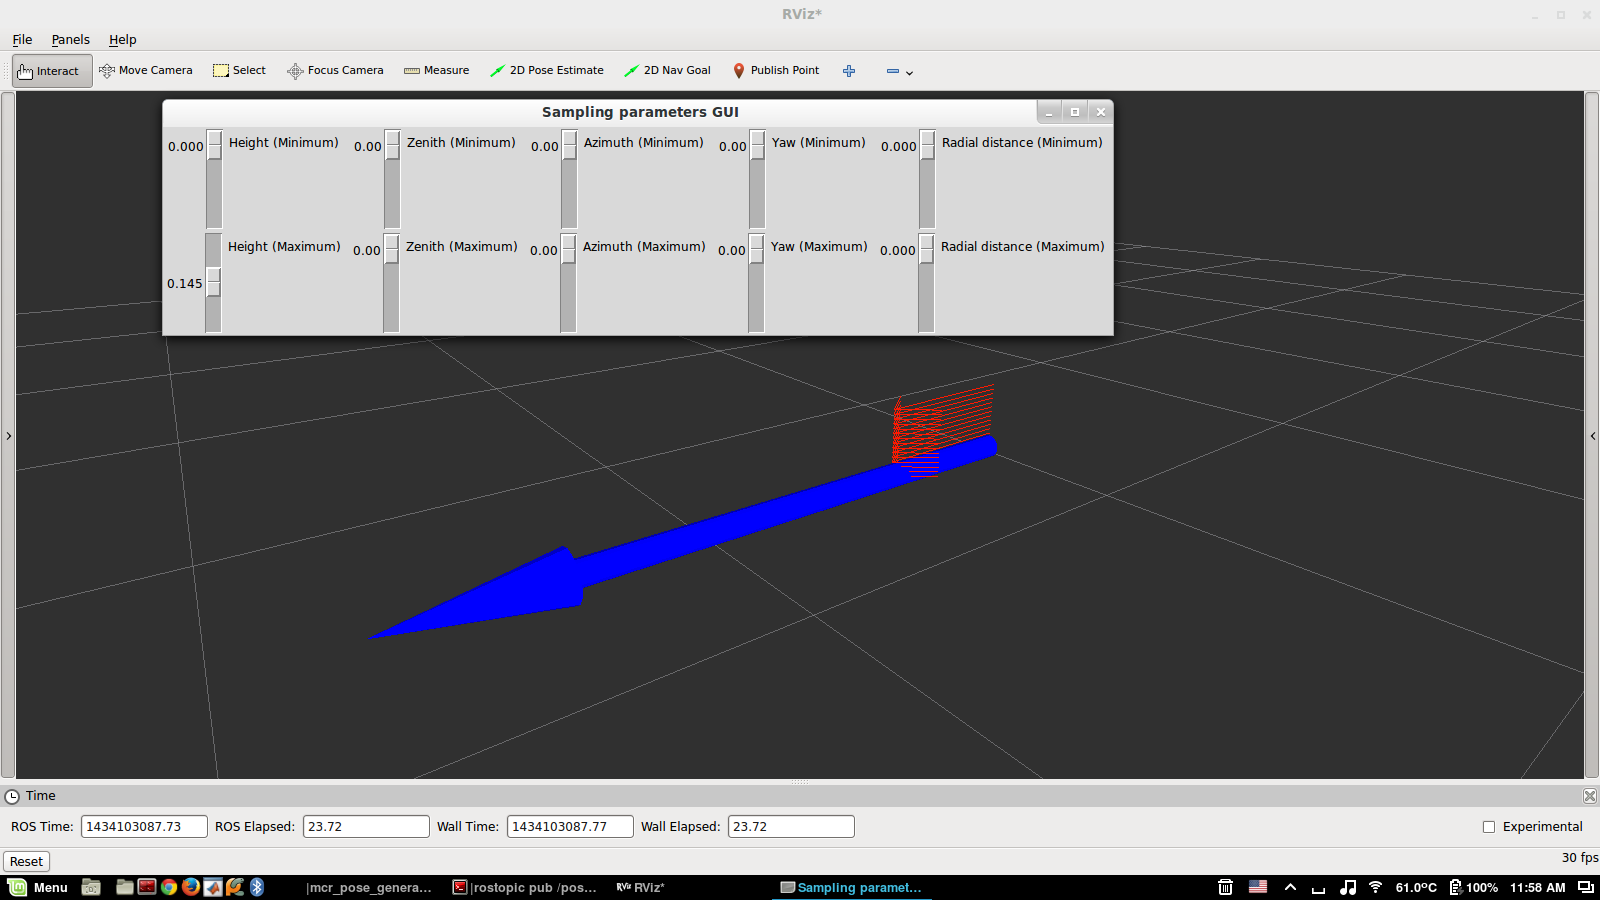 RViz*
File Panels Help
Interact Move Camera Select Focus Camera Measure 2D Pose Estimate 2D Nav Goal Publish Point
Sampling parameters GUI
0.000 Height (Minimum) 0.00 Zenith (Minimum) 0.00 Azimuth (Minimum) 0.00 Yaw (Minimum) 0.000 Radial distance (Minimum)
Height (Maximum) 0.00 Zenith (Maximum) 0.00 Azimuth (Maximum) 0.00 Yaw (Maximum) 0.000 Radial distance (Maximum)
0.145
Time
ROS Time: 1434103087.73 ROS Elapsed: 23.72 Wall Time: 1434103087.77 Wall Elapsed: 23.72 Experimental
Reset 30 fps
Menu |mcr_pose_genera... |rostopic pub /pos... RViz RViz* Sampling paramet... 61.0°C 100% 11:58 AM